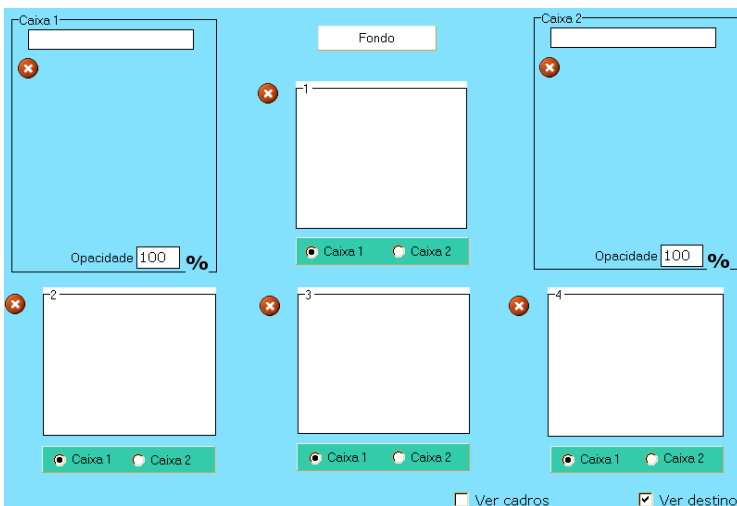 Caixa 1
Fondo
Caixa 2
1
Caixa 1 Caixa 2
Opacidade 100 %
Opacidade 100 %
2
3
4
Caixa 1 Caixa 2
Caixa 1 Caixa 2
Caixa 1 Caixa 2
Ver cadros
Ver destino